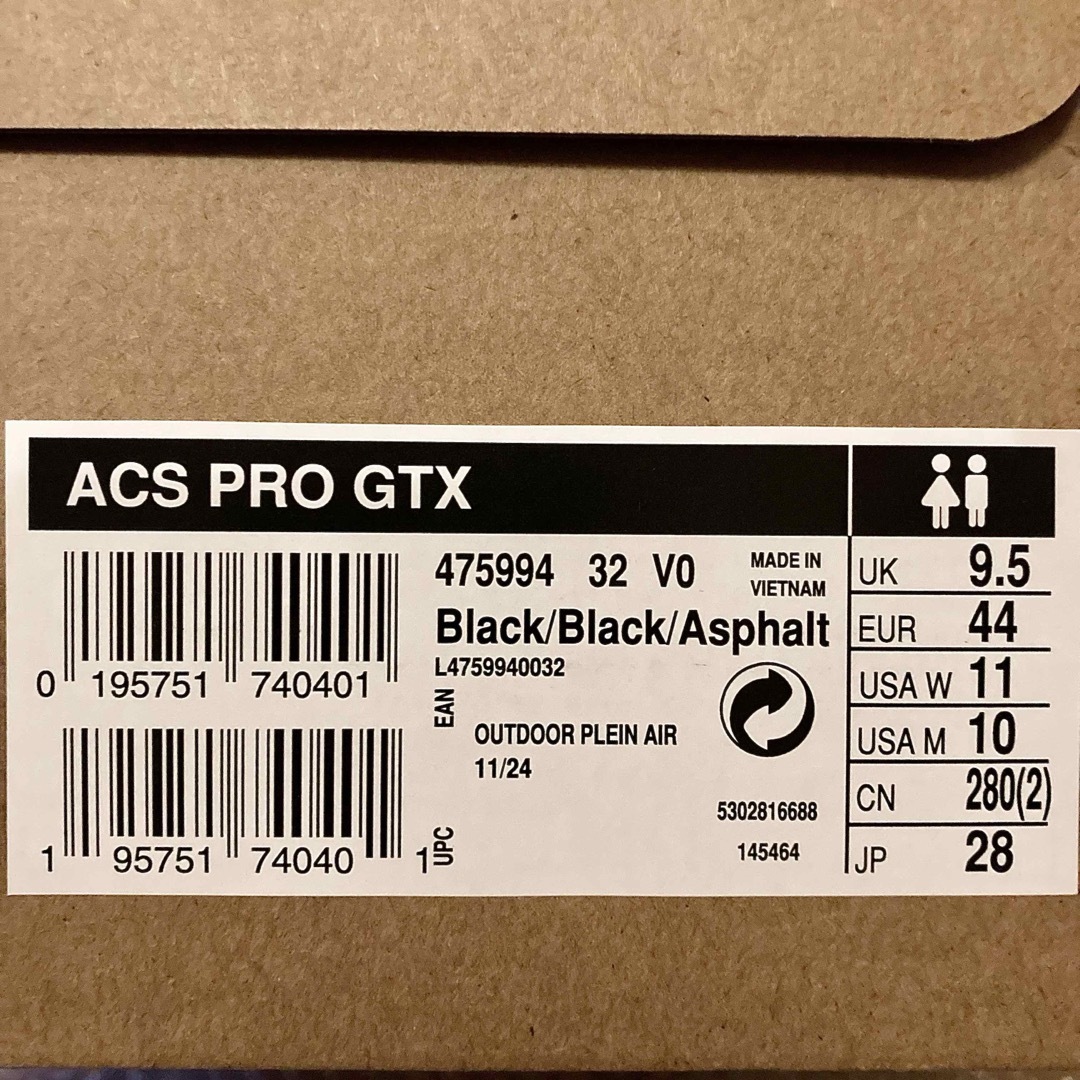 ACS PRO GTX
0 195751 740401
EAN
1 95751 74040 1
UPC
475994 32 V0
MADE IN
VIETNAM
Black/Black/Asphalt
L4759940032
OUTDOOR PLEIN AIR
11/24
5302816688
145464
UK 9.5
EUR 44
USA W 11
USA M 10
CN 280(2)
JP 28